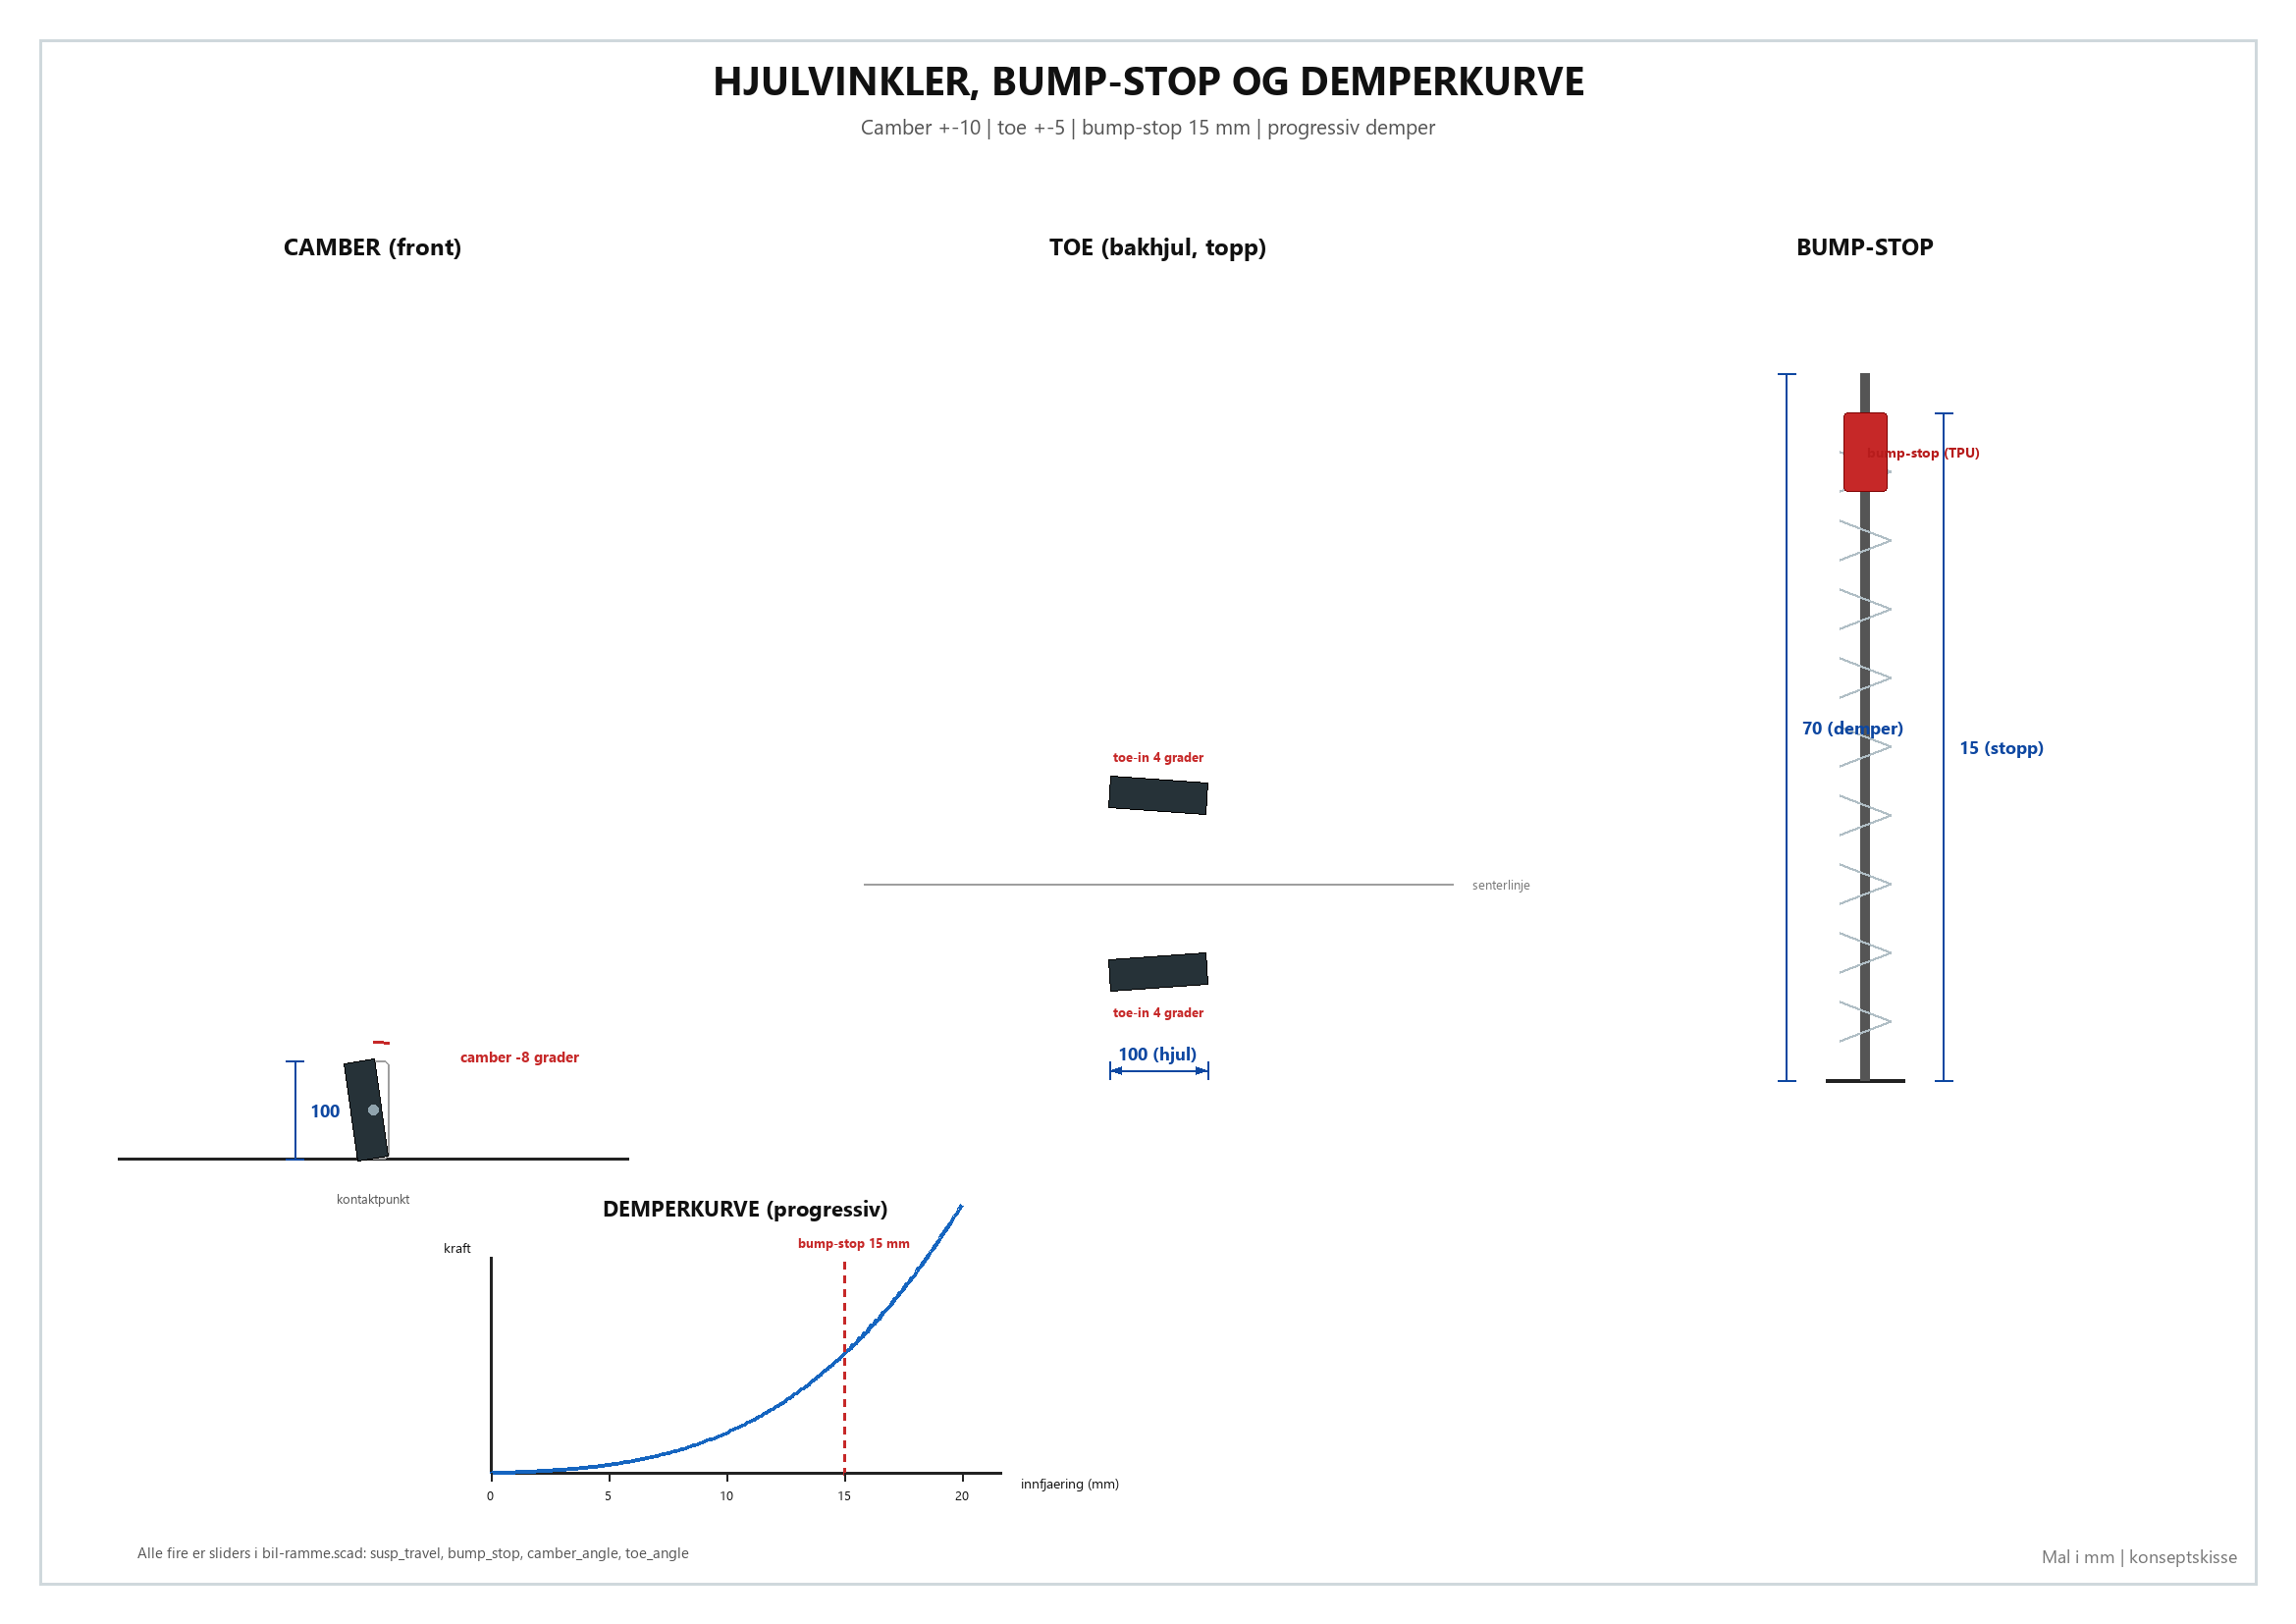 HJULVINKLER, BUMP-STOP OG DEMPERKURVE
Camber +-10 | toe +-5 | bump-stop 15 mm | progressiv demper
CAMBER (front)
TOE (bakhjul, topp)
BUMP-STOP
bump-stop (TPU)
70 (demper)
15 (stopp)
toe-in 4 grader
senterlinje
toe-in 4 grader
100 (hjul)
camber -8 grader
100
kontaktpunkt
DEMPERKURVE (progressiv)
bump-stop 15 mm
kraft
innfjaering (mm)
0 5 10 15 20
Alle fire er sliders i bil-ramme.scad: susp_travel, bump_stop, camber_angle, toe_angle
Mal i mm | konseptskisse